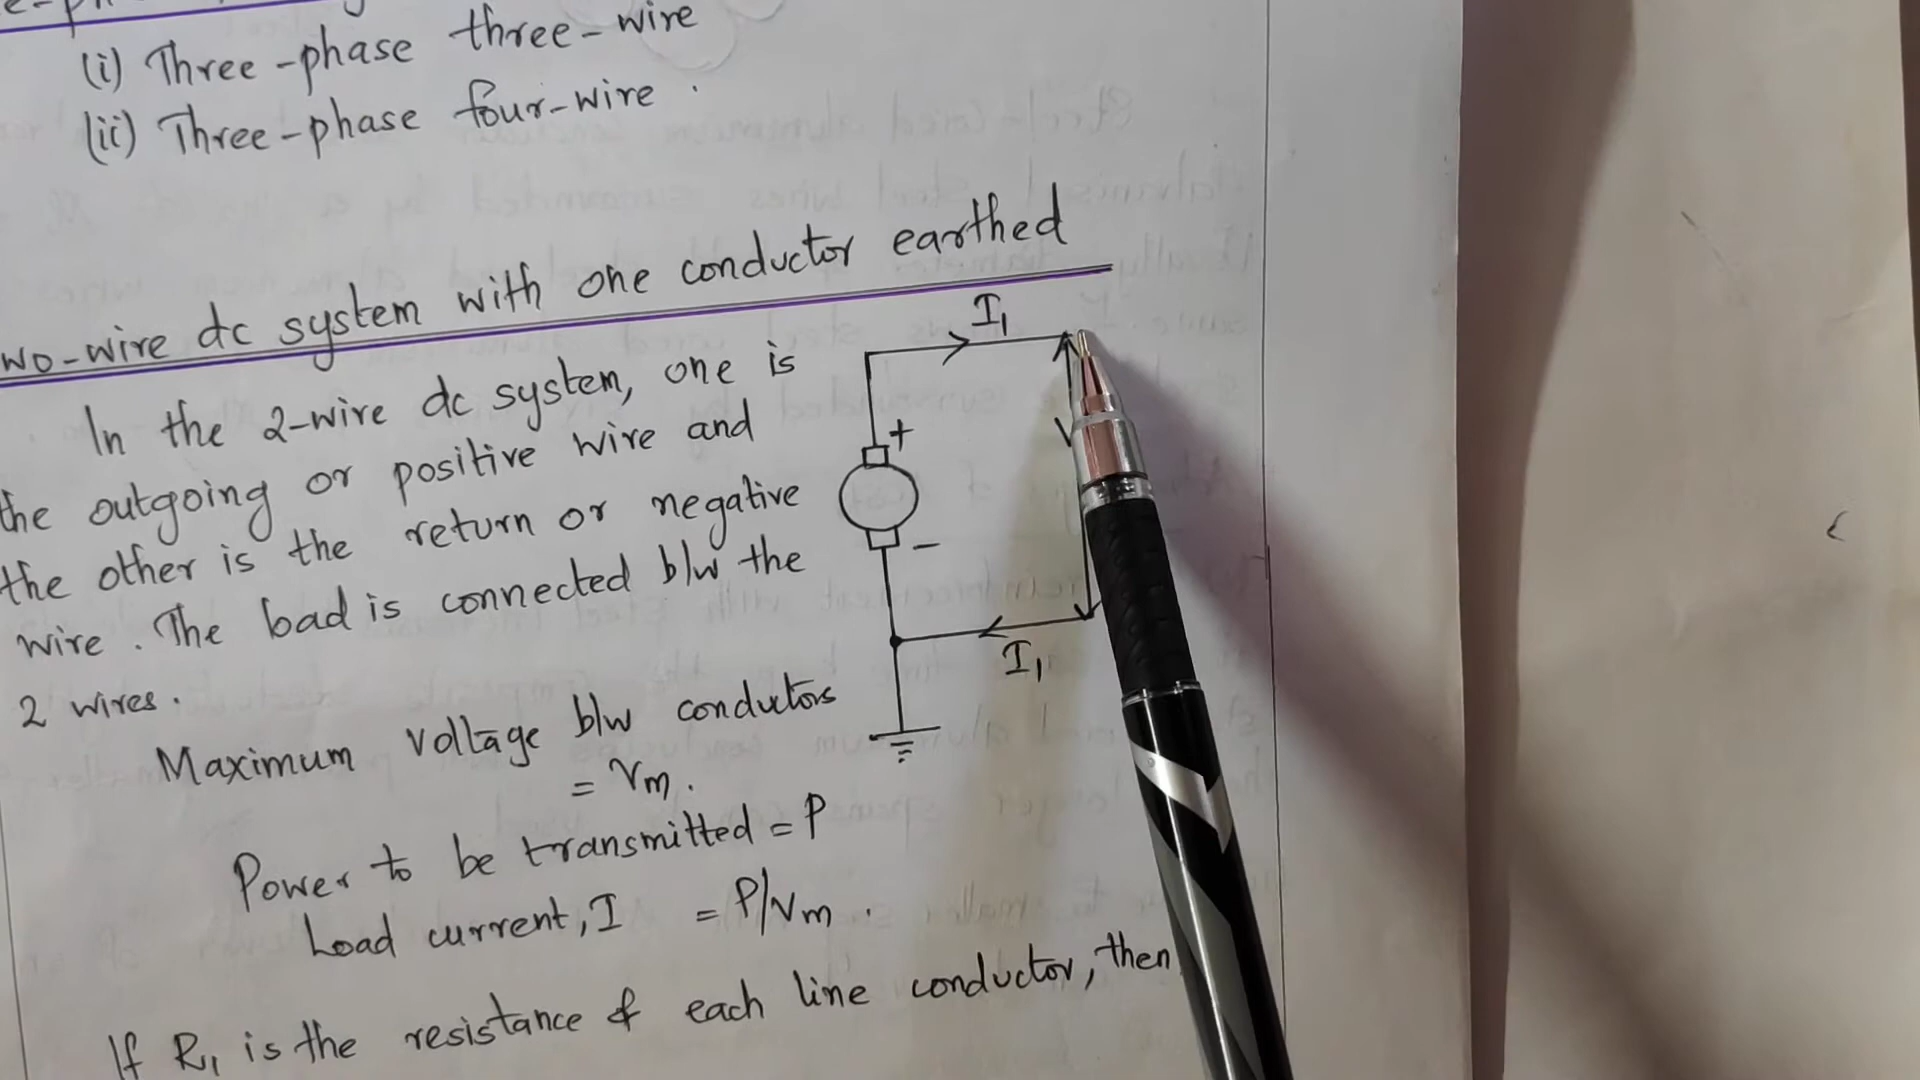 (i) Three-phase three-wire
(ii) Three-phase four-wire.
wo-wire dc system with one conductor earthed
In the 2-wire dc system, one is
the outgoing or positive wire and
the other is the return or negative
wire. The load is connected b/w the
2 wires.
I1
+
V
-
I1
Maximum voltage b/w conductors
= Vm.
Power to be transmitted = P
Load current, I = P/Vm.
If R1 is the resistance of each line conductor, then